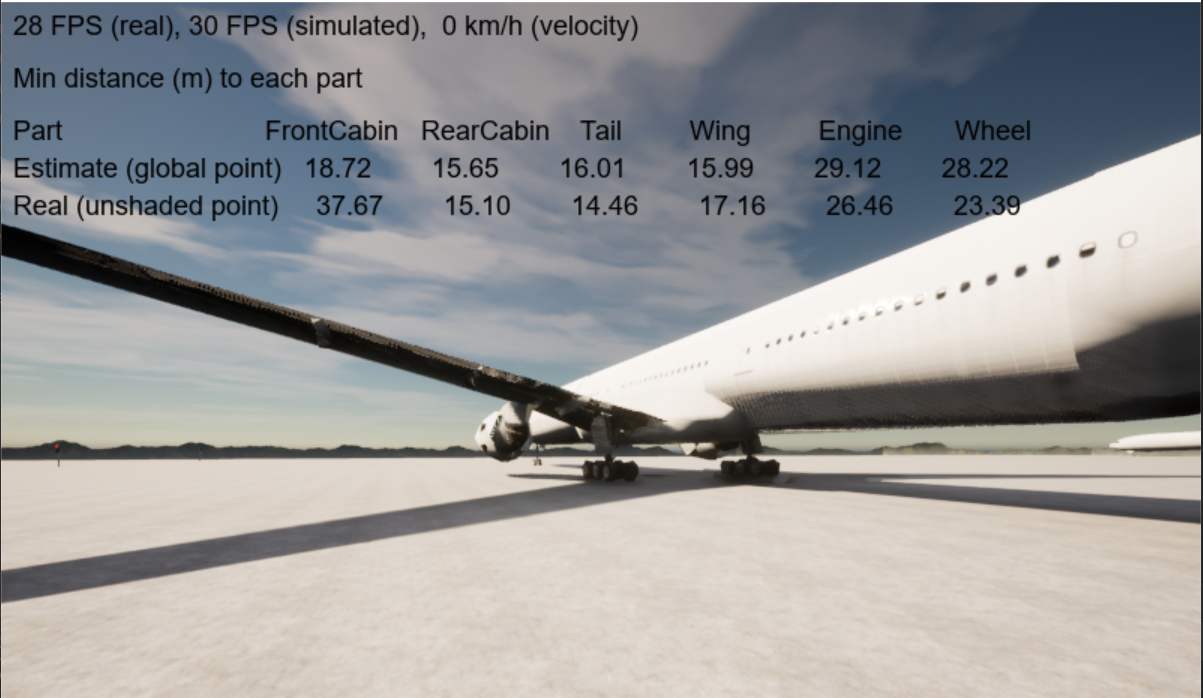 28 FPS (real), 30 FPS (simulated), 0 km/h (velocity)
Min distance (m) to each part
Part FrontCabin RearCabin Tail Wing Engine Wheel
Estimate (global point) 18.72 15.65 16.01 15.99 29.12 28.22
Real (unshaded point) 37.67 15.10 14.46 17.16 26.46 23.39